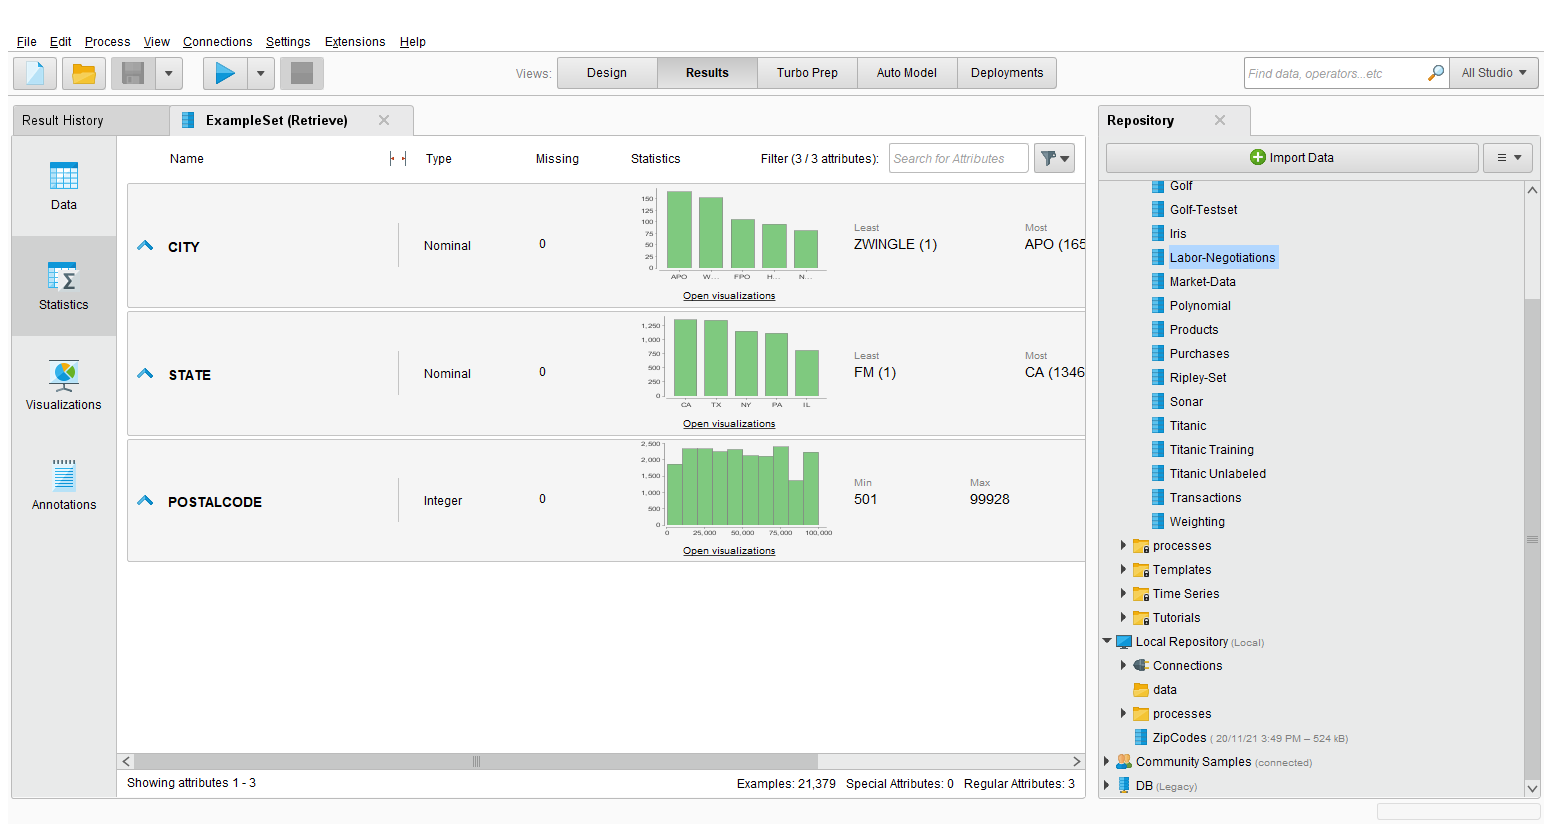 File Edit Process View Connections Settings Extensions Help
Views: Design Results Turbo Prep Auto Model Deployments Find data, operators...etc All Studio
Result History ExampleSet (Retrieve) Repository
Name Type Missing Statistics Filter (3 / 3 attributes): Search for Attributes
Import Data
Data
Statistics
Visualizations
Annotations
CITY Nominal 0
150
125
100
75
50
25
0
APO W... FPO H... N...
Open visualizations
Least
ZWINGLE (1)
Most
APO (165
STATE Nominal 0
1,250
1,000
750
500
250
0
CA TX NY PA IL
Open visualizations
Least
FM (1)
Most
CA (1346
POSTALCODE Integer 0
2,500
2,000
1,500
1,000
500
0
0 25,000 50,000 75,000 100,000
Open visualizations
Min
501
Max
99928
Showing attributes 1 - 3 Examples: 21,379 Special Attributes: 0 Regular Attributes: 3
Golf
Golf-Testset
Iris
Labor-Negotiations
Market-Data
Polynomial
Products
Purchases
Ripley-Set
Sonar
Titanic
Titanic Training
Titanic Unlabeled
Transactions
Weighting
processes
Templates
Time Series
Tutorials
Local Repository (Local)
Connections
data
processes
ZipCodes ( 20/11/21 3:49 PM – 524 kB)
Community Samples (connected)
DB (Legacy)